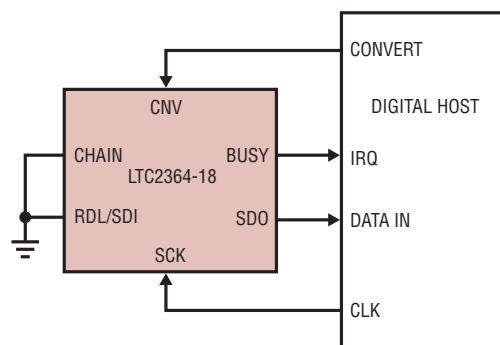 CONVERT
CNV
DIGITAL HOST
CHAIN
BUSY
IRQ
LTC2364-18
RDL/SDI
SDO
DATA IN
SCK
CLK